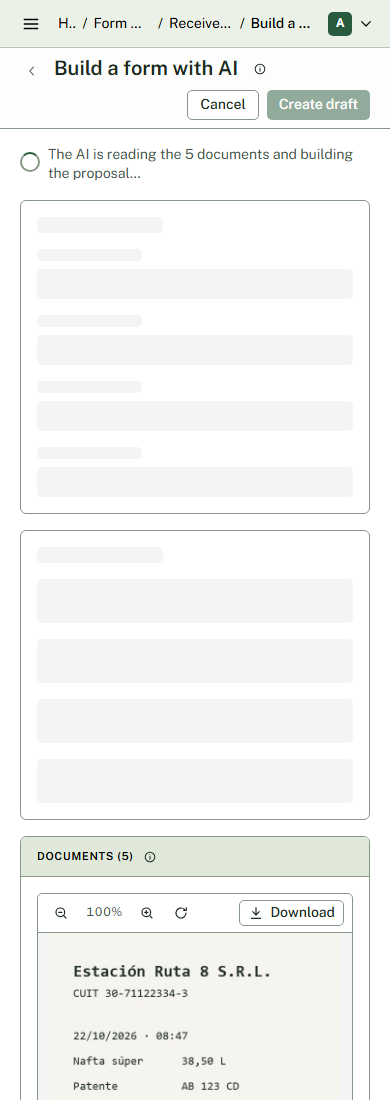 H.. / Form ... / Receive... / Build a ... A
Build a form with AI
Cancel Create draft
The AI is reading the 5 documents and building
the proposal...
DOCUMENTS (5)
100% Download
Estación Ruta 8 S.R.L.
CUIT 30-71122334-3
22/10/2026 · 08:47
Nafta súper 38,50 L
Patente AB 123 CD